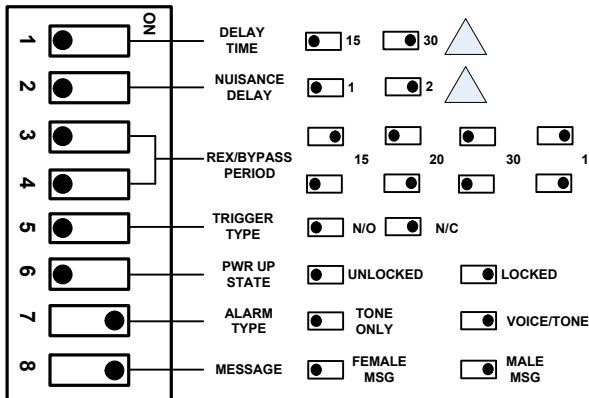 ON
1 DELAY TIME 15 30
2 NUISANCE DELAY 1 2
3
4
REX/BYPASS PERIOD 15 20 30 1
5 TRIGGER TYPE N/O N/C
6 PWR UP STATE UNLOCKED LOCKED
7 ALARM TYPE TONE ONLY VOICE/TONE
8 MESSAGE FEMALE MSG MALE MSG